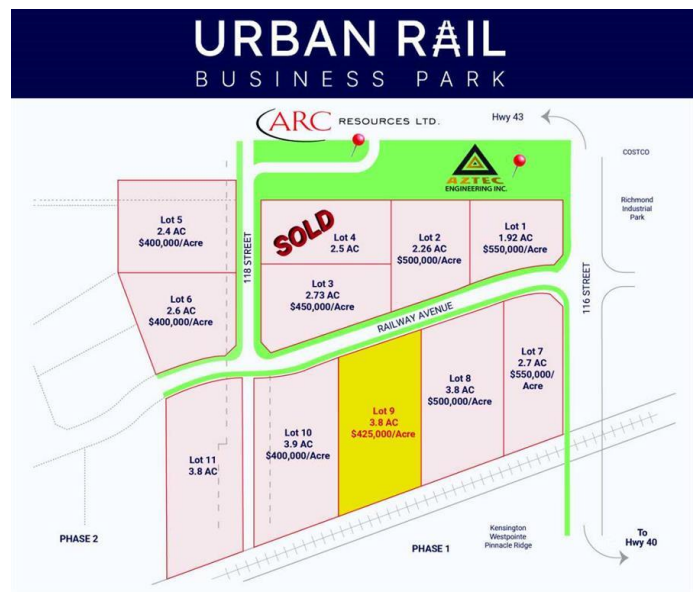 URBAN RAIL
BUSINESS PARK
ARC RESOURCES LTD.
Hwy 43
AZTEC
ENGINEERING INC.
COSTCO
Richmond
Industrial
Park
Lot 5
2.4 AC
$400,000/Acre
118 STREET
SOLD
Lot 4
2.5 AC
Lot 2
2.26 AC
$500,000/Acre
Lot 1
1.92 AC
$550,000/Acre
Lot 6
2.6 AC
$400,000/Acre
Lot 3
2.73 AC
$450,000/Acre
116 STREET
RAILWAY AVENUE
Lot 7
2.7 AC
$550,000/
Acre
Lot 8
3.8 AC
$500,000/Acre
Lot 9
3.8 AC
$425,000/Acre
Lot 10
3.9 AC
$400,000/Acre
Lot 11
3.8 AC
PHASE 2
PHASE 1
Kensington
Westpointe
Pinnacle Ridge
To
Hwy 40